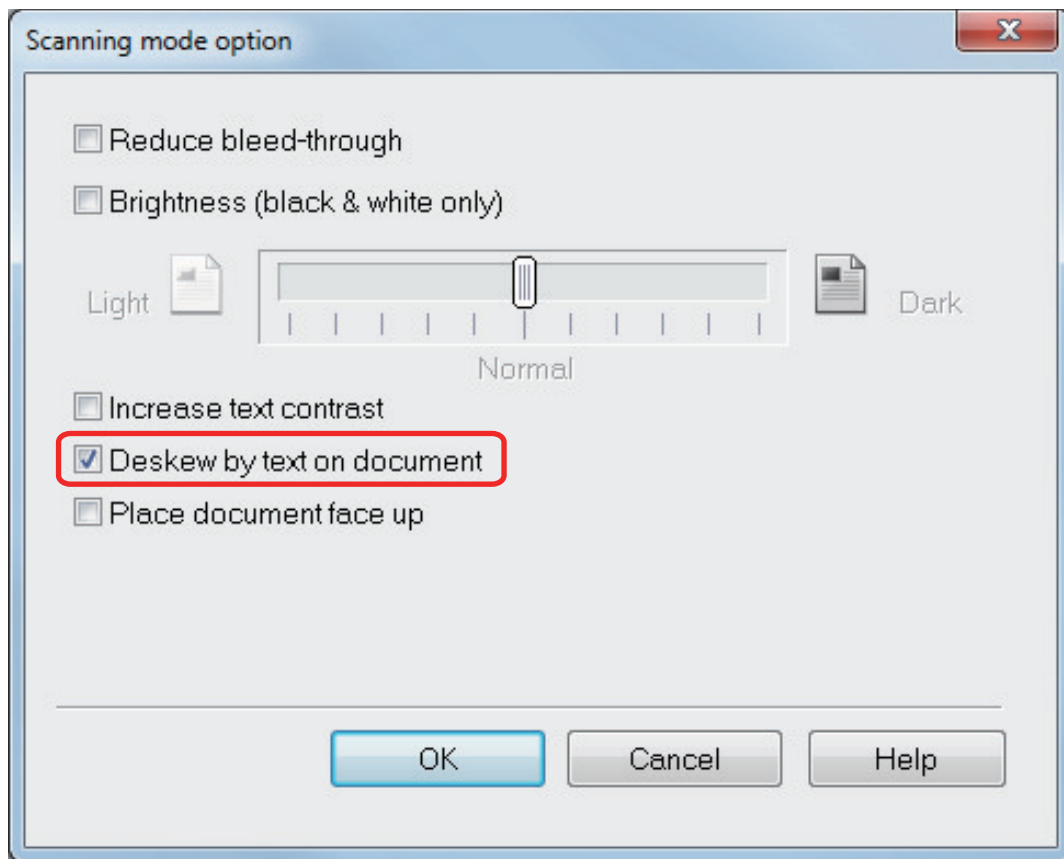 Scanning mode option
Reduce bleed-through
Brightness (black & white only)
Light
Dark
Normal
Increase text contrast
Deskew by text on document
Place document face up
OK Cancel Help